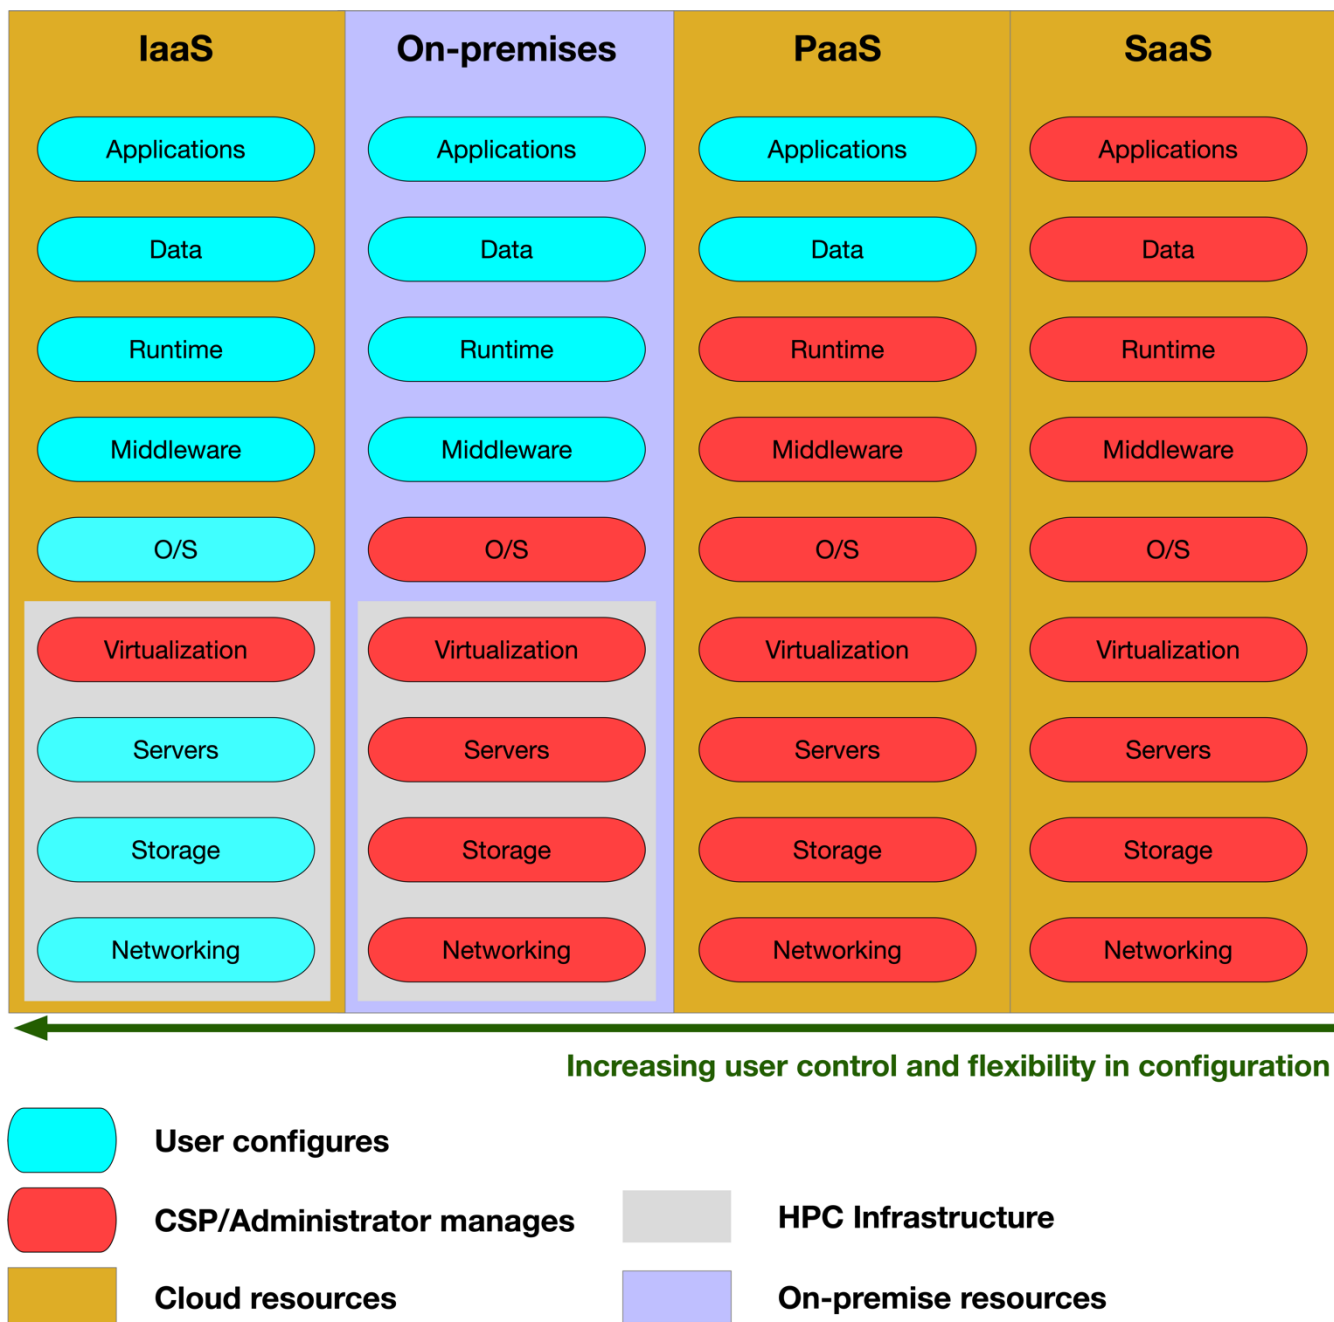 IaaS On-premises PaaS SaaS
Applications Applications Applications Applications
Data Data Data Data
Runtime Runtime Runtime Runtime
Middleware Middleware Middleware Middleware
O/S O/S O/S O/S
Virtualization Virtualization Virtualization Virtualization
Servers Servers Servers Servers
Storage Storage Storage Storage
Networking Networking Networking Networking
Increasing user control and flexibility in configuration
User configures
CSP/Administrator manages HPC Infrastructure
Cloud resources On-premise resources